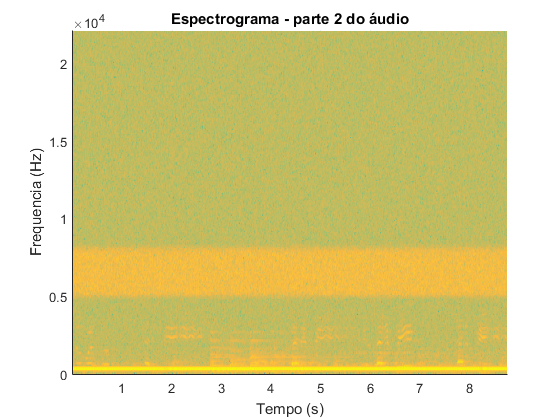 Espectrograma - parte 2 do áudio
×10⁴
2
1.5
1
0.5
0
Frequencia (Hz)
1 2 3 4 5 6 7 8
Tempo (s)